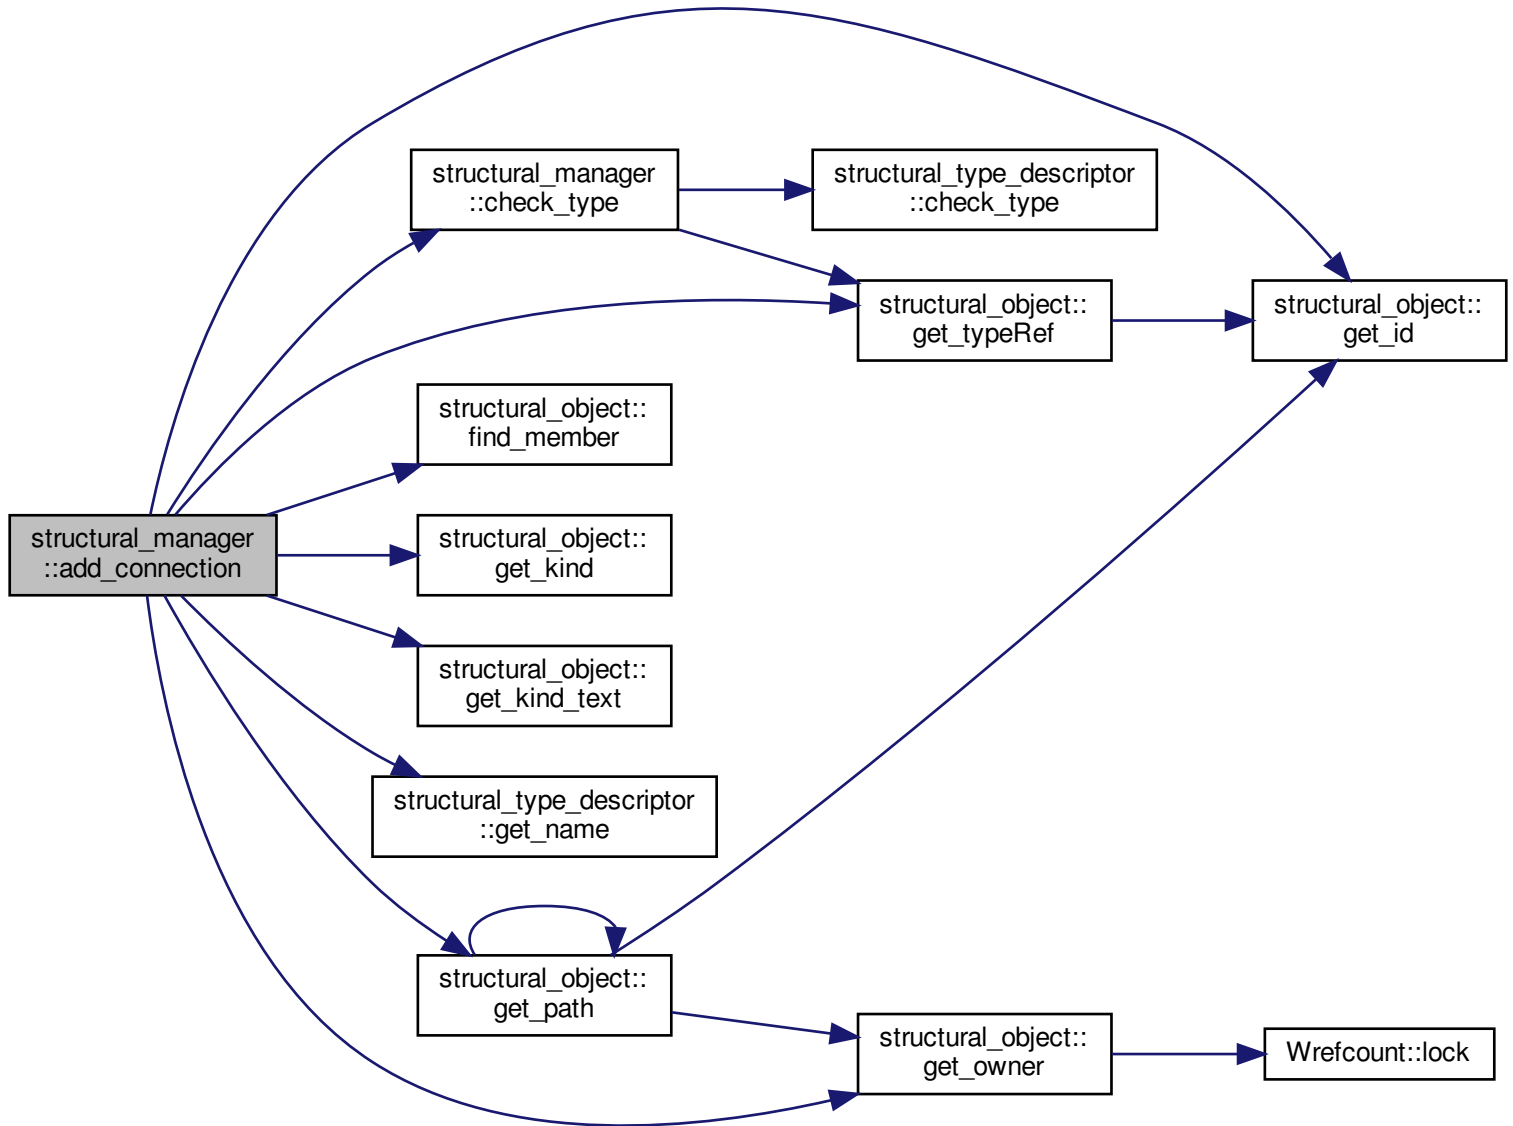 structural_manager
::check_type
structural_type_descriptor
::check_type
structural_object::
get_typeRef
structural_object::
get_id
structural_object::
find_member
structural_manager
::add_connection
structural_object::
get_kind
structural_object::
get_kind_text
structural_type_descriptor
::get_name
structural_object::
get_path
structural_object::
get_owner
Wrefcount::lock